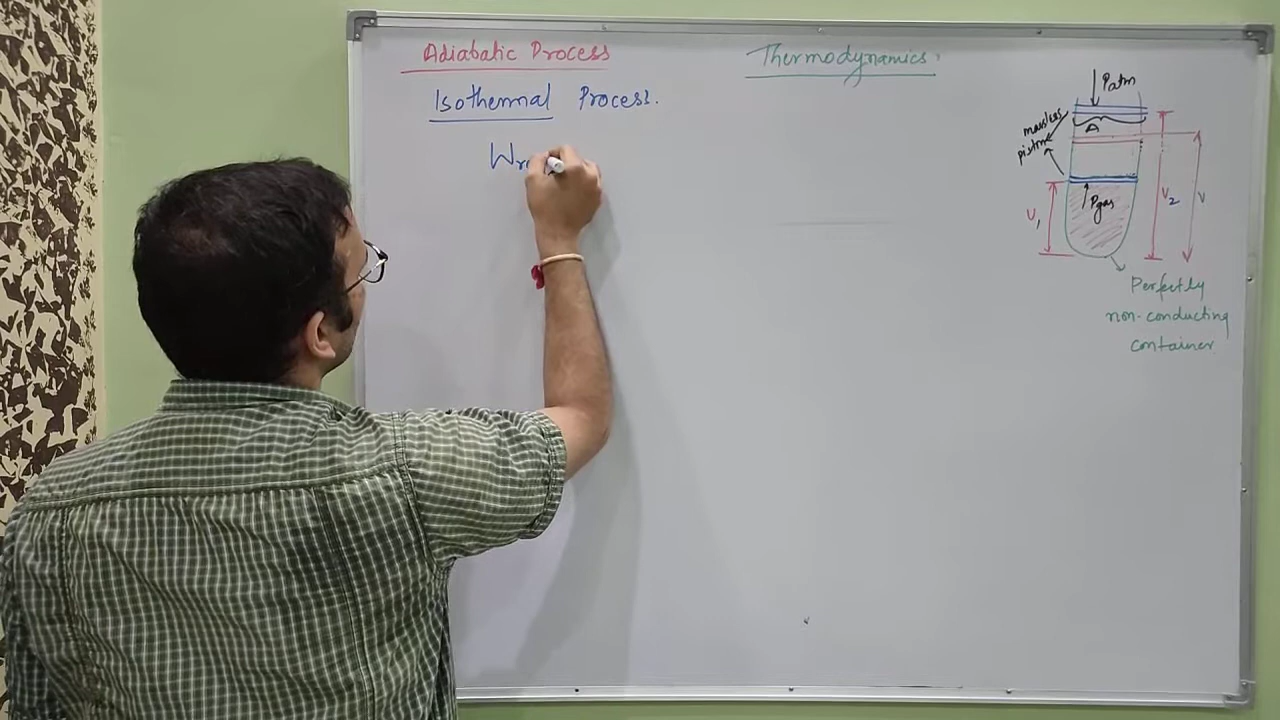 Adiabatic Process
Thermodynamics.
Isothermal Process.
Patm
A
massless
piston
Pgas
V1
V2
V
Perfectly
non-conducting
container